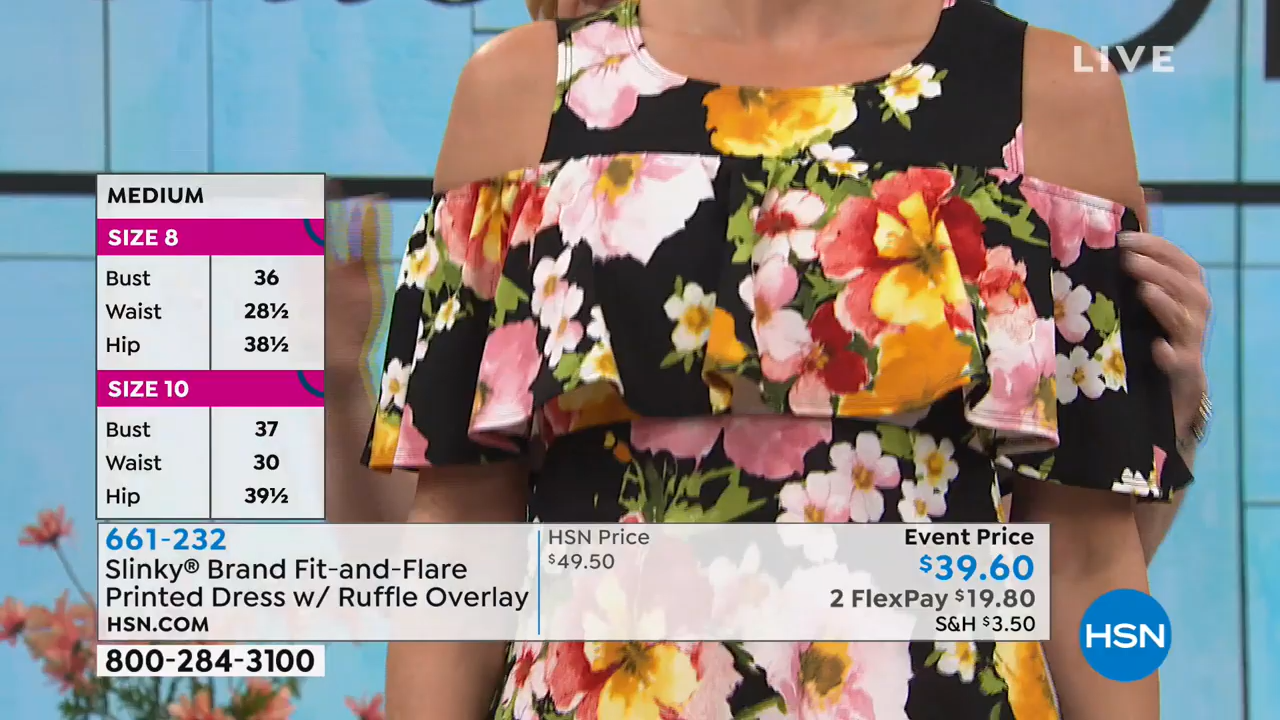 LIVE
MEDIUM
SIZE 8
Bust 36
Waist 28½
Hip 38½
SIZE 10
Bust 37
Waist 30
Hip 39½
661-232
Slinky® Brand Fit-and-Flare
Printed Dress w/ Ruffle Overlay
HSN.COM
HSN Price
$49.50
Event Price
$39.60
2 FlexPay $19.80
S&H $3.50
HSN
800-284-3100